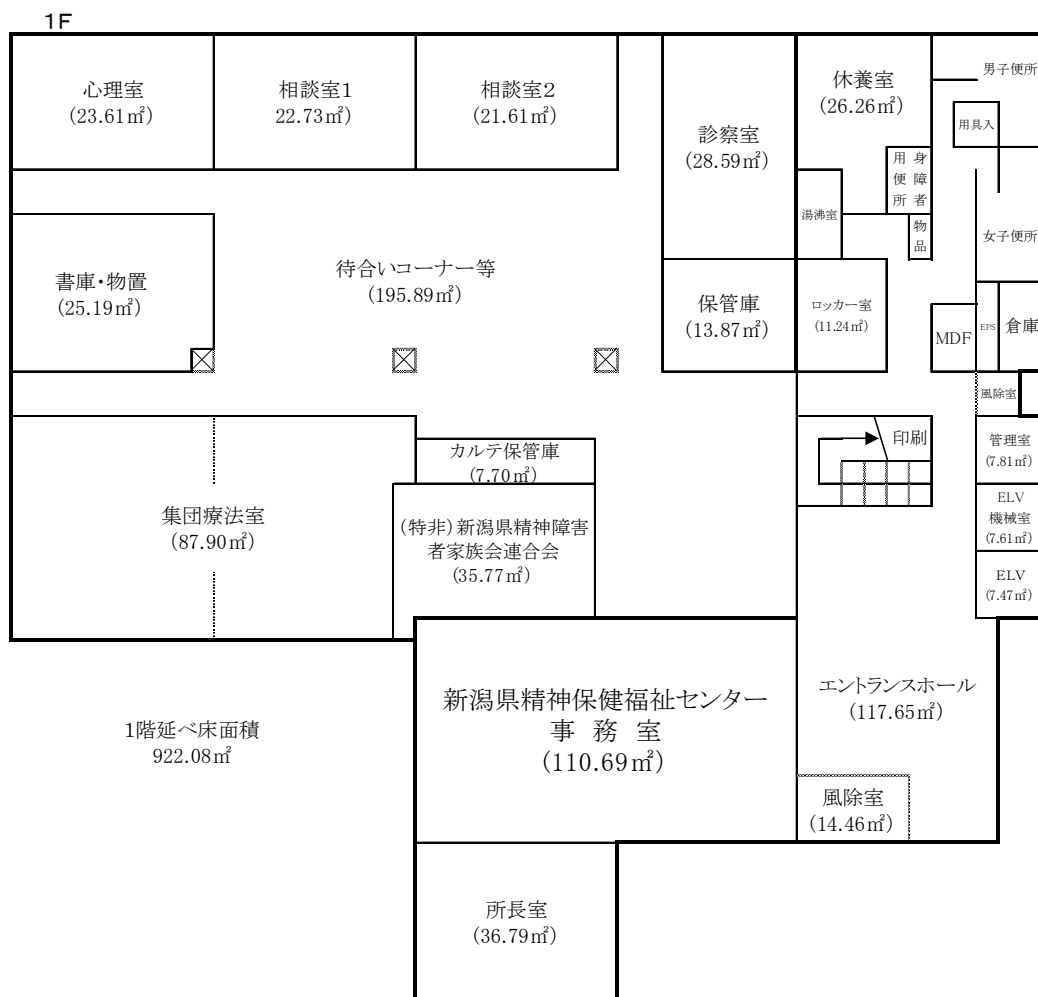 1F
心理室
(23.61㎡)
相談室1
22.73㎡)
相談室2
(21.61㎡)
診察室
(28.59㎡)
休養室
(26.26㎡)
男子便所
用具入
身障者
用便所
湯沸室
物品
女子便所
書庫・物置
(25.19㎡)
待合いコーナー等
(195.89㎡)
保管庫
(13.87㎡)
ロッカー室
(11.24㎡)
MDF
EPS
倉庫
風除室
印刷
管理室
(7.81㎡)
カルテ保管庫
(7.70㎡)
集団療法室
(87.90㎡)
(特非)新潟県精神障害
者家族会連合会
(35.77㎡)
ELV
機械室
(7.61㎡)
ELV
(7.47㎡)
新潟県精神保健福祉センター
事 務 室
(110.69㎡)
エントランスホール
(117.65㎡)
1階延べ床面積
922.08㎡
風除室
(14.46㎡)
所長室
(36.79㎡)